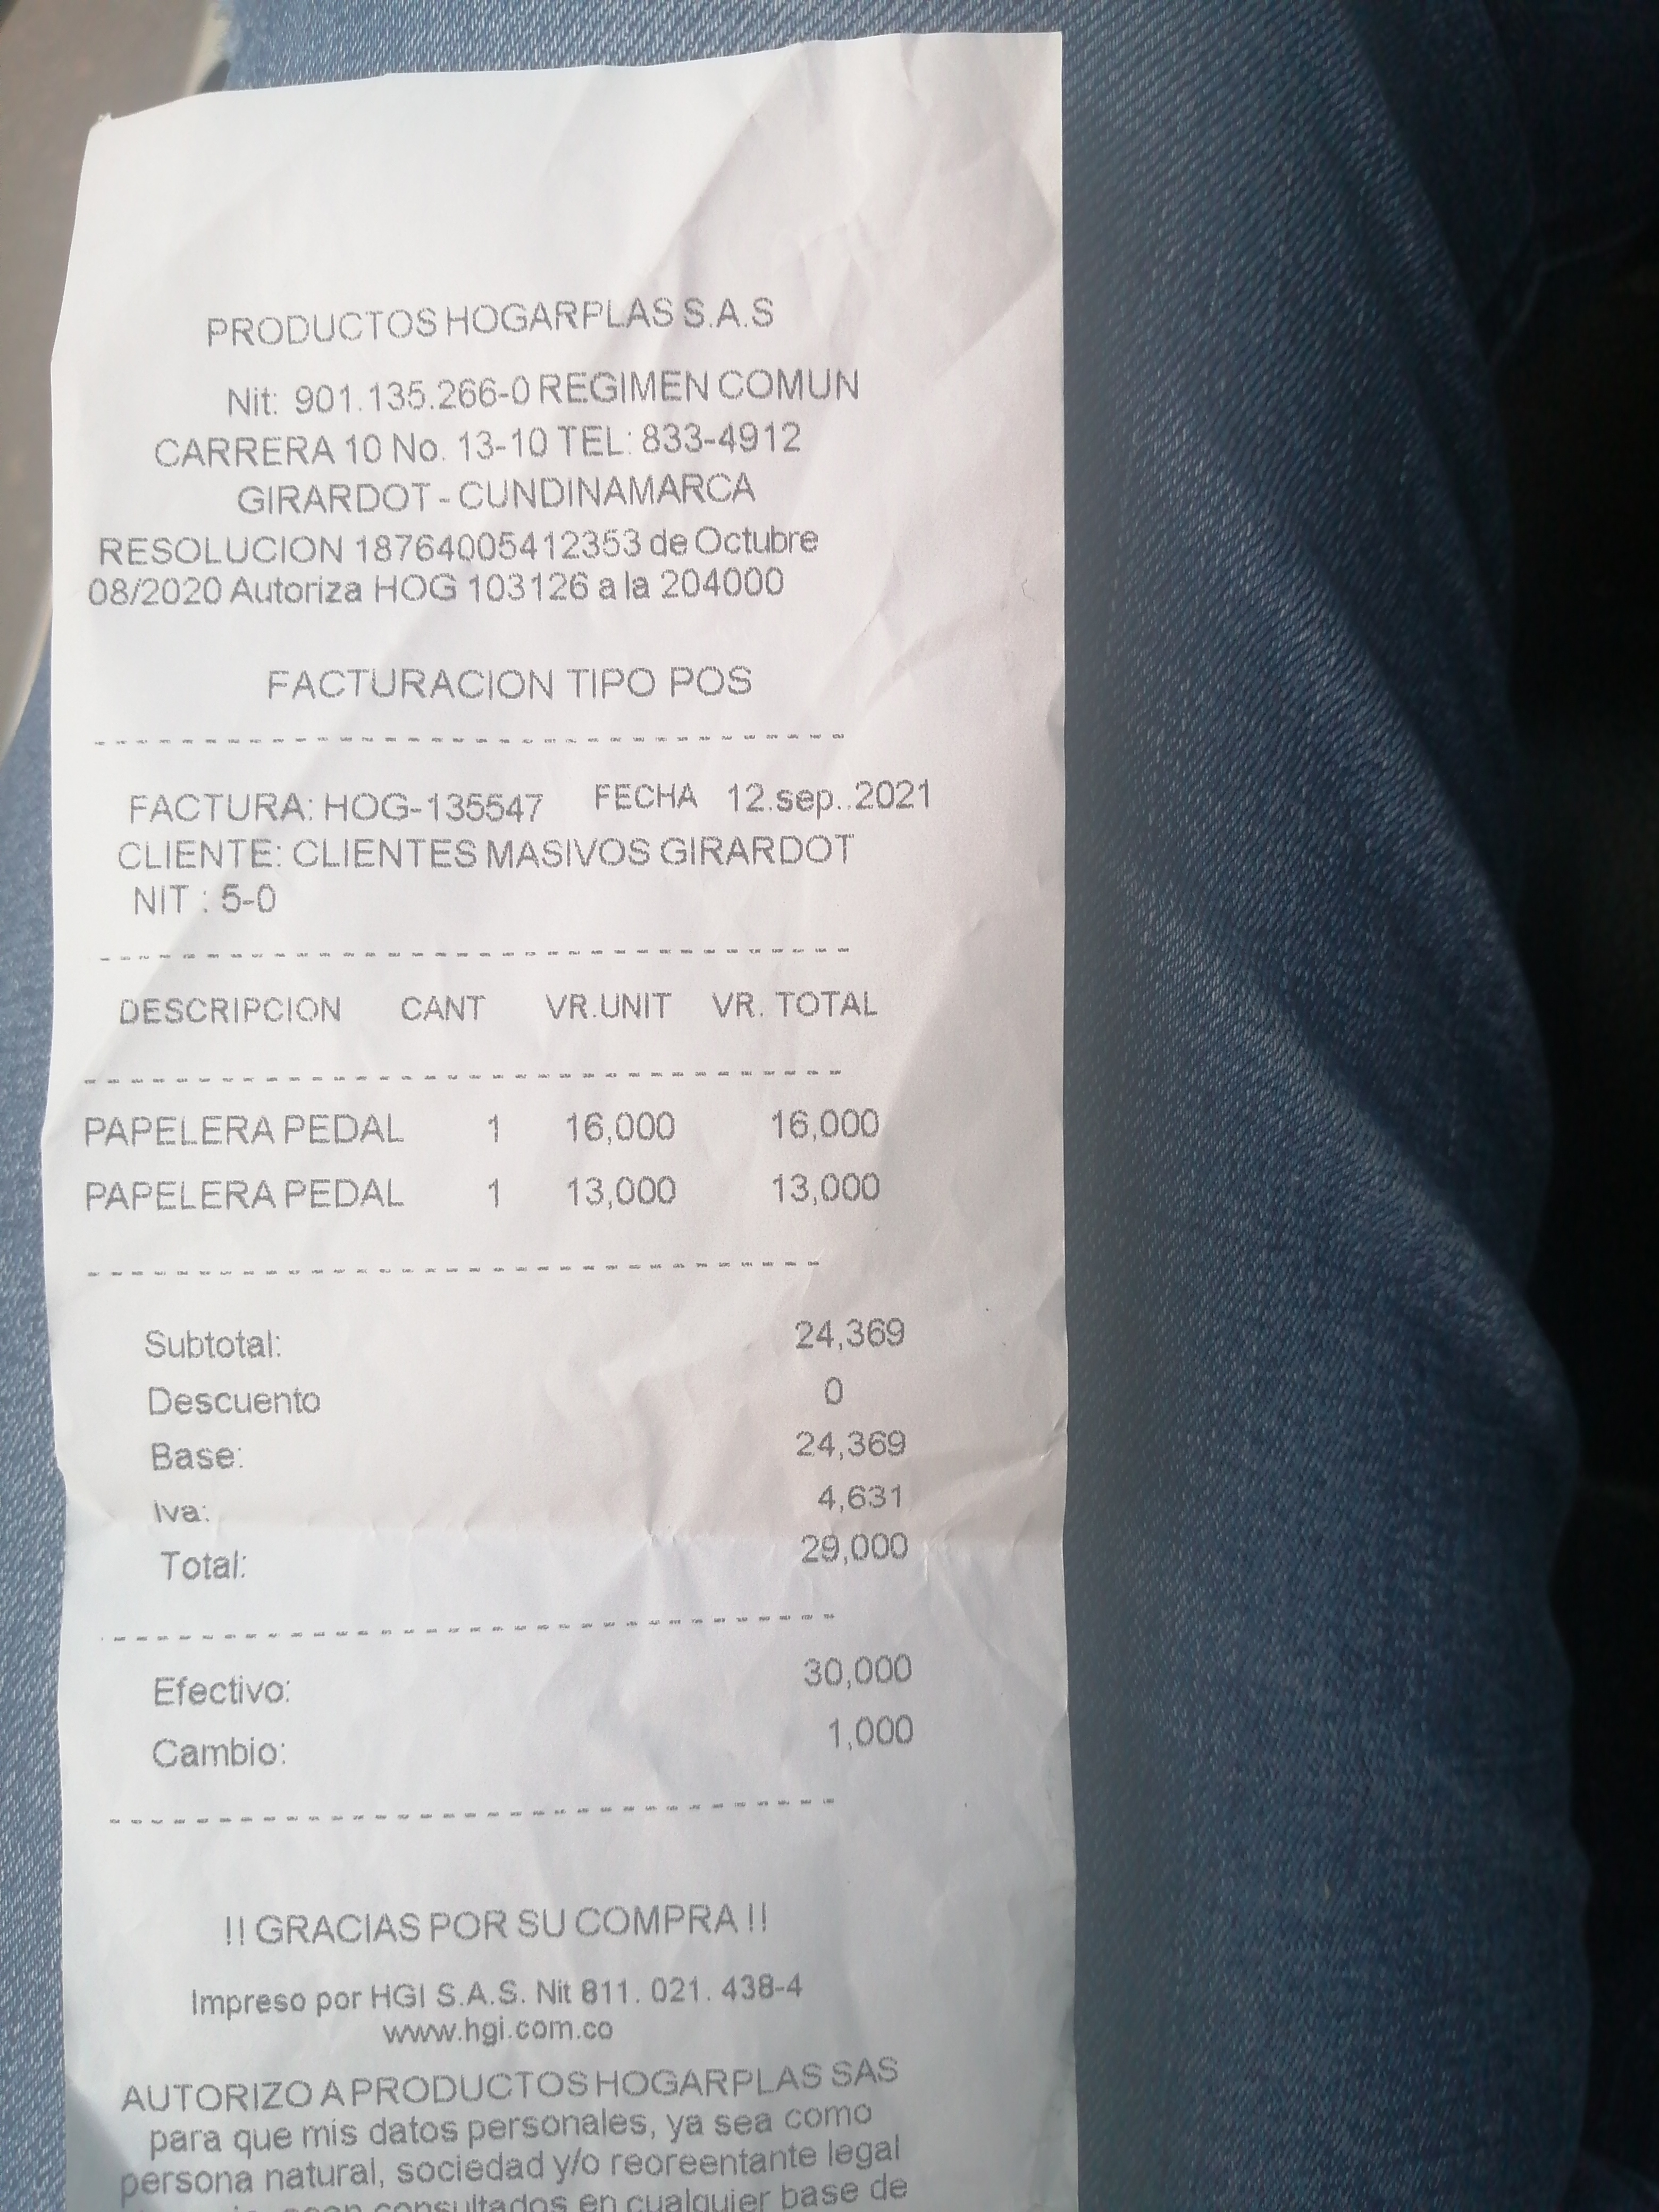 PRODUCTOS HOGARPLAS S.A.S
Nit: 901.135.266-0 REGIMEN COMUN
CARRERA 10 No. 13-10 TEL: 833-4912
GIRARDOT - CUNDINAMARCA
RESOLUCION 18764005412353 de Octubre
08/2020 Autoriza HOG 103126 a la 204000
FACTURACION TIPO POS
FACTURA: HOG-135547 FECHA 12.sep..2021
CLIENTE: CLIENTES MASIVOS GIRARDOT
NIT : 5-0
DESCRIPCION CANT VR.UNIT VR. TOTAL
PAPELERA PEDAL 1 16,000 16,000
PAPELERA PEDAL 1 13,000 13,000
Subtotal: 24,369
Descuento 0
Base: 24,369
Iva: 4,631
Total: 29,000
Efectivo: 30,000
Cambio: 1,000
!! GRACIAS POR SU COMPRA !!
Impreso por HGI S.A.S. Nit 811. 021. 438-4
www.hgi.com.co
AUTORIZO A PRODUCTOS HOGARPLAS SAS
para que mis datos personales, ya sea como
persona natural, sociedad y/o reoreentante legal
sean consultados en cualquier base de